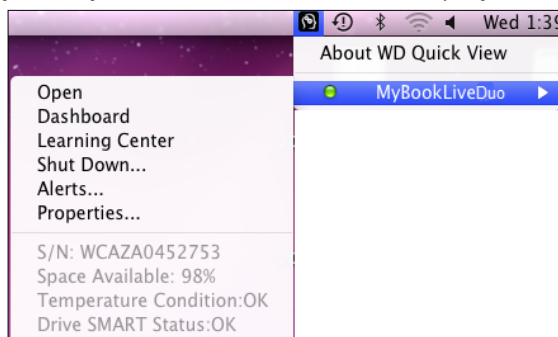 Wed 1:39
About WD Quick View
MyBookLiveDuo
Open
Dashboard
Learning Center
Shut Down...
Alerts...
Properties...
S/N: WCAZA0452753
Space Available: 98%
Temperature Condition:OK
Drive SMART Status:OK